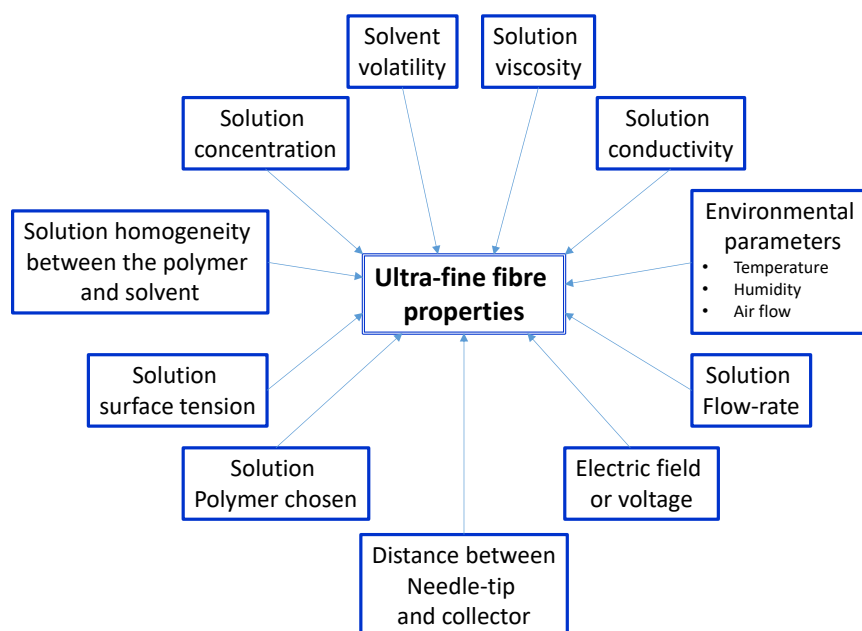 Solvent
volatility
Solution
viscosity
Solution
concentration
Solution
conductivity
Solution homogeneity
between the polymer
and solvent
Environmental
parameters
• Temperature
• Humidity
• Air flow
Ultra-fine fibre
properties
Solution
surface tension
Solution
Flow-rate
Solution
Polymer chosen
Electric field
or voltage
Distance between
Needle-tip
and collector